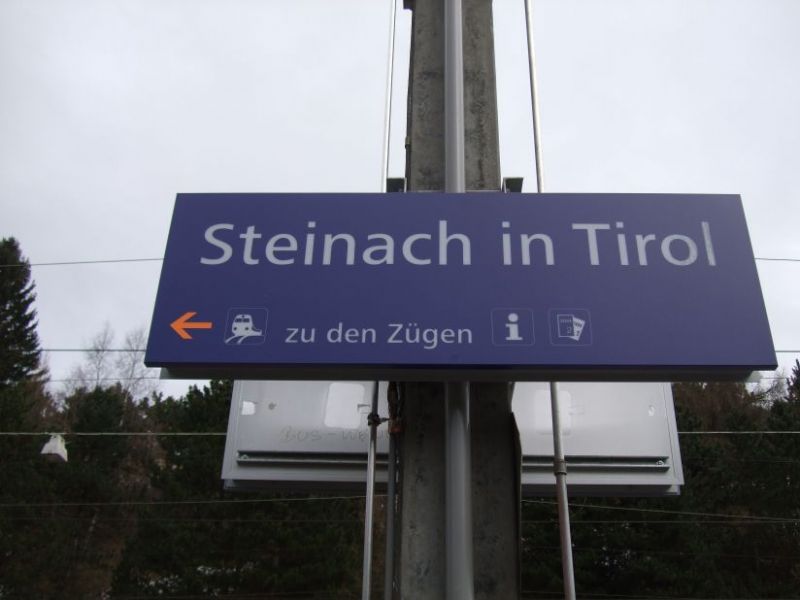 Steinach in Tirol
zu den Zügen